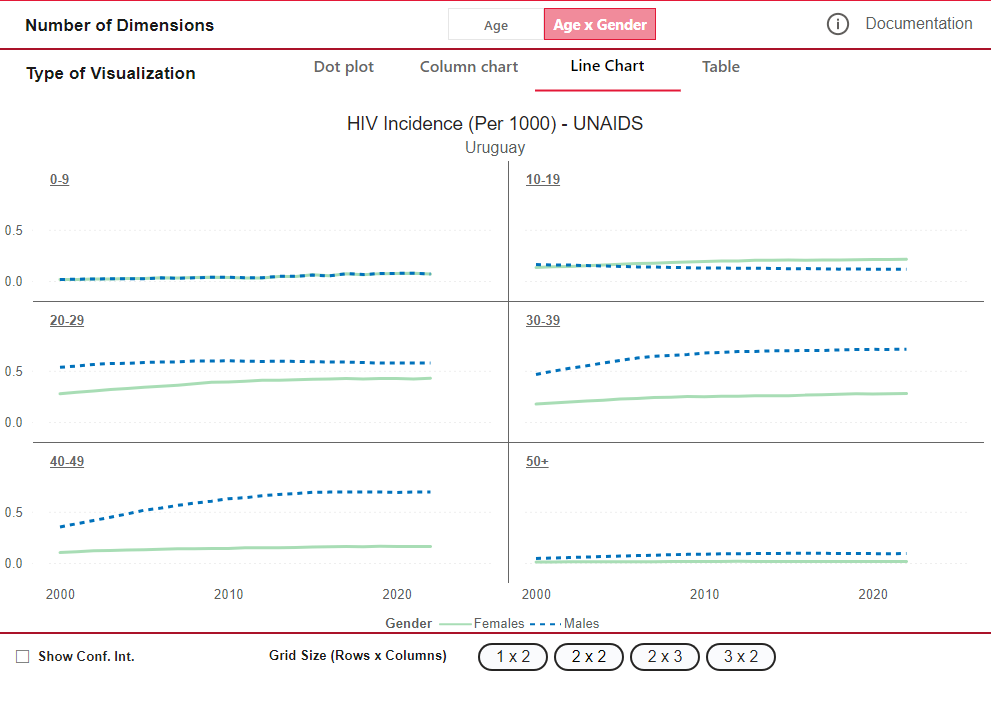 Number of Dimensions
Age
Age x Gender
Documentation
Type of Visualization
Dot plot
Column chart
Line Chart
Table
HIV Incidence (Per 1000) - UNAIDS
Uruguay
0-9
10-19
0.5
0.0
20-29
30-39
0.5
0.0
40-49
50+
0.5
0.0
2000 2010 2020 2000 2010 2020
Gender Females Males
Show Conf. Int.
Grid Size (Rows x Columns)
1 x 2
2 x 2
2 x 3
3 x 2